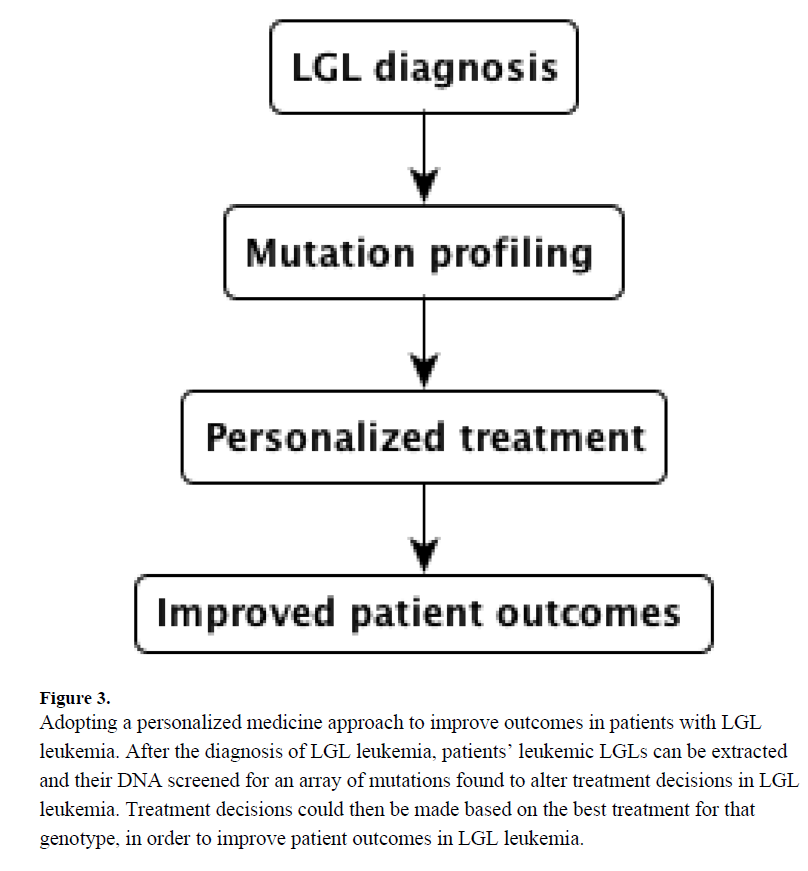 LGL diagnosis
Mutation profiling
Personalized treatment
Improved patient outcomes
Figure 3.
Adopting a personalized medicine approach to improve outcomes in patients with LGL
leukemia. After the diagnosis of LGL leukemia, patients’ leukemic LGLs can be extracted
and their DNA screened for an array of mutations found to alter treatment decisions in LGL
leukemia. Treatment decisions could then be made based on the best treatment for that
genotype, in order to improve patient outcomes in LGL leukemia.